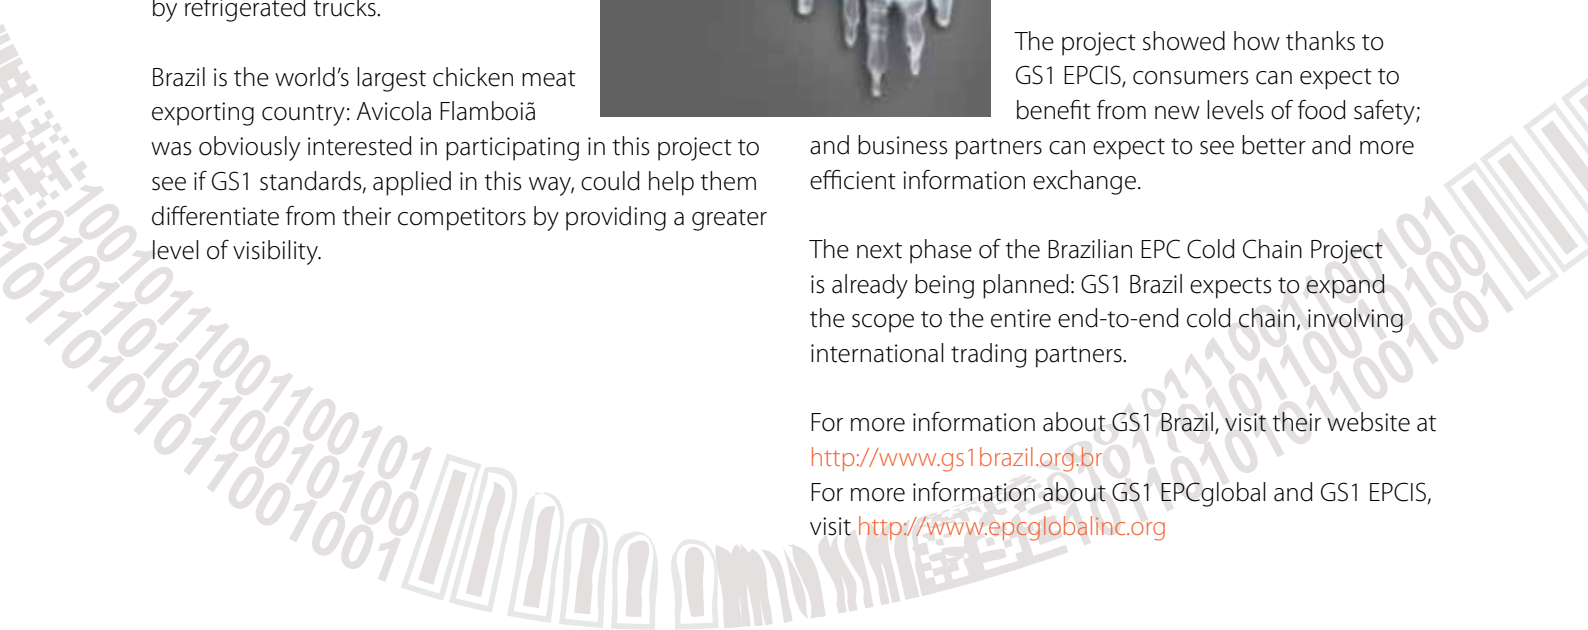 by refrigerated trucks.
Brazil is the world’s largest chicken meat
exporting country: Avicola Flamboiã
was obviously interested in participating in this project to
see if GS1 standards, applied in this way, could help them
differentiate from their competitors by providing a greater
level of visibility.
The project showed how thanks to
GS1 EPCIS, consumers can expect to
benefit from new levels of food safety;
and business partners can expect to see better and more
efficient information exchange.
The next phase of the Brazilian EPC Cold Chain Project
is already being planned: GS1 Brazil expects to expand
the scope to the entire end-to-end cold chain, involving
international trading partners.
For more information about GS1 Brazil, visit their website at
http://www.gs1brazil.org.br
For more information about GS1 EPCglobal and GS1 EPCIS,
visit http://www.epcglobalinc.org